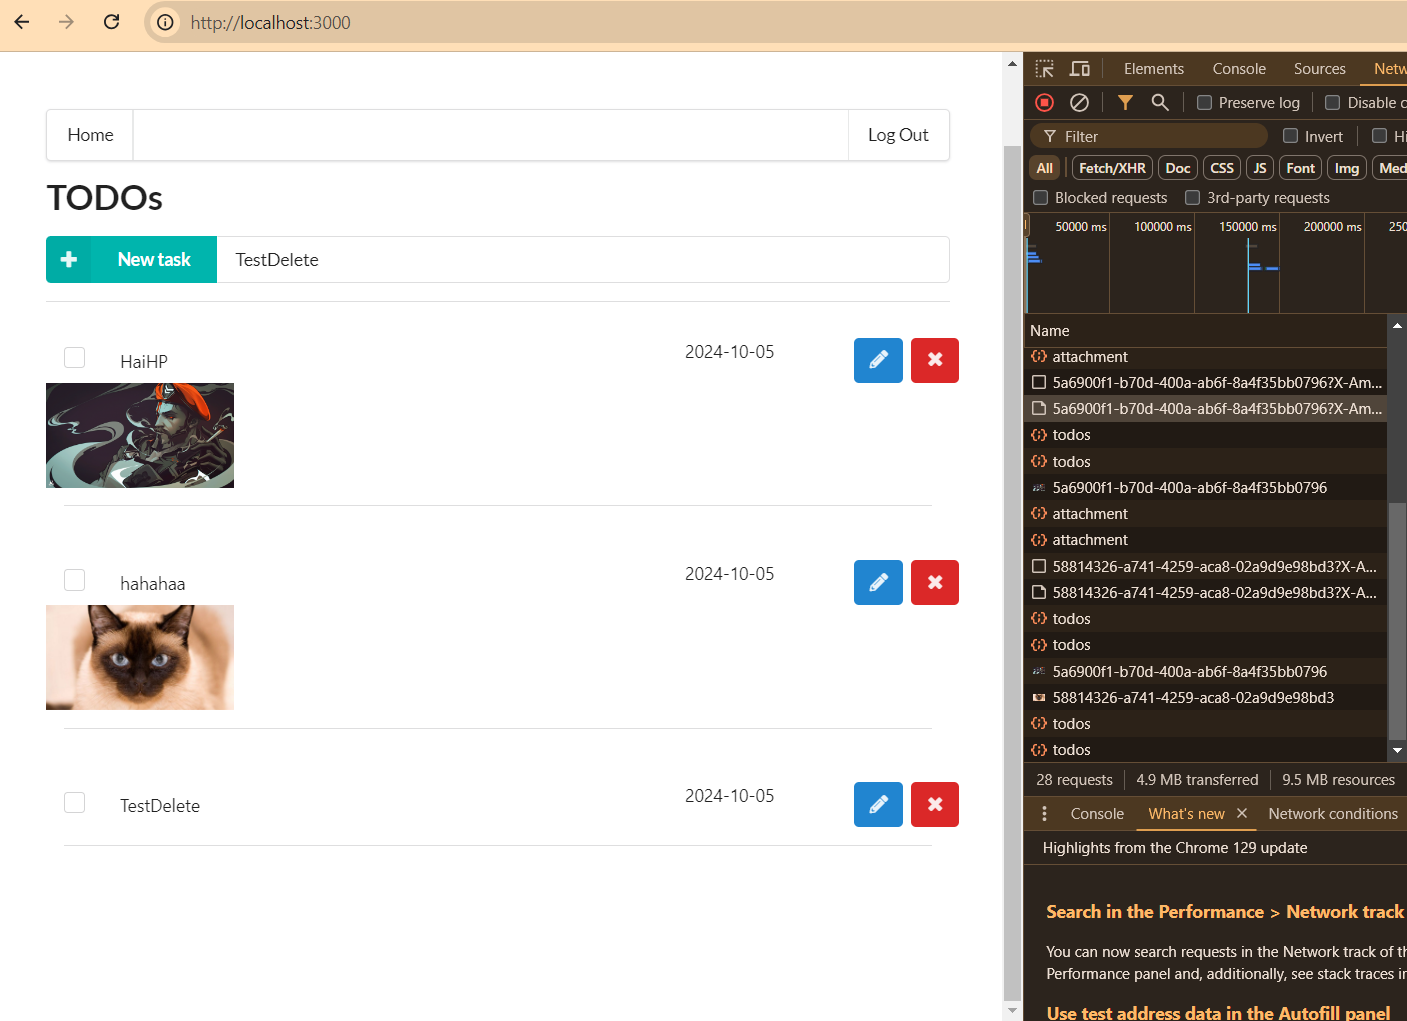 http://localhost:3000
Home
Log Out
TODOs
New task
TestDelete
HaiHP
2024-10-05
hahahaa
2024-10-05
TestDelete
2024-10-05
Elements Console Sources Netw
Preserve log Disable c
Filter Invert Hi
All Fetch/XHR Doc CSS JS Font Img Med
Blocked requests 3rd-party requests
50000 ms 100000 ms 150000 ms 200000 ms 250
Name
attachment
5a6900f1-b70d-400a-ab6f-8a4f35bb0796?X-Am...
5a6900f1-b70d-400a-ab6f-8a4f35bb0796?X-Am...
todos
todos
5a6900f1-b70d-400a-ab6f-8a4f35bb0796
attachment
attachment
58814326-a741-4259-aca8-02a9d9e98bd3?X-A...
58814326-a741-4259-aca8-02a9d9e98bd3?X-A...
todos
todos
5a6900f1-b70d-400a-ab6f-8a4f35bb0796
58814326-a741-4259-aca8-02a9d9e98bd3
todos
todos
28 requests 4.9 MB transferred 9.5 MB resources
Console What's new Network conditions
Highlights from the Chrome 129 update
Search in the Performance > Network track
You can now search requests in the Network track of th
Performance panel and, additionally, see stack traces in
Use test address data in the Autofill panel